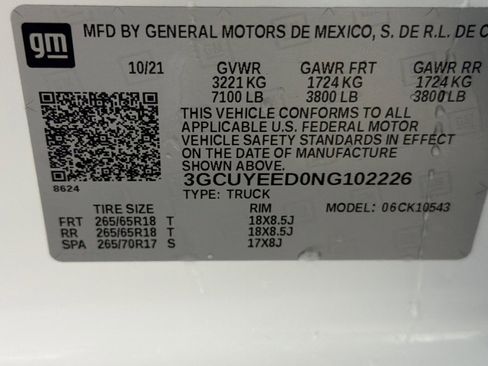 gm
MFD BY GENERAL MOTORS DE MEXICO, S. DE R.L. DE C
10/21 GVWR GAWR FRT GAWR RR
3221 KG 1724 KG 1724 KG
7100 LB 3800 LB 3800 LB
THIS VEHICLE CONFORMS TO ALL
APPLICABLE U.S. FEDERAL MOTOR
VEHICLE SAFETY STANDARDS IN EFFECT
ON THE DATE OF MANUFACTURE
SHOWN ABOVE.
8624 3GCUYEED0NG102226
TYPE: TRUCK
TIRE SIZE RIM MODEL: 06CK10543
FRT 265/65R18 T 18X8.5J
RR 265/65R18 T 18X8.5J
SPA 265/70R17 S 17X8J